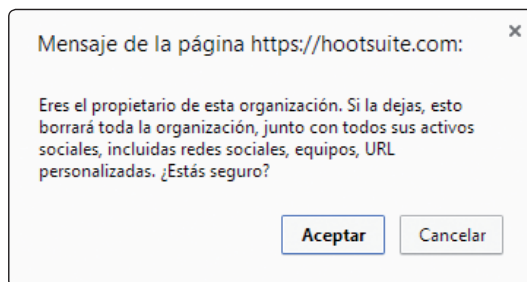 Mensaje de la página https://hootsuite.com:
Eres el propietario de esta organización. Si la dejas, esto
borrará toda la organización, junto con todos sus activos
sociales, incluidas redes sociales, equipos, URL
personalizadas. ¿Estás seguro?
Aceptar Cancelar